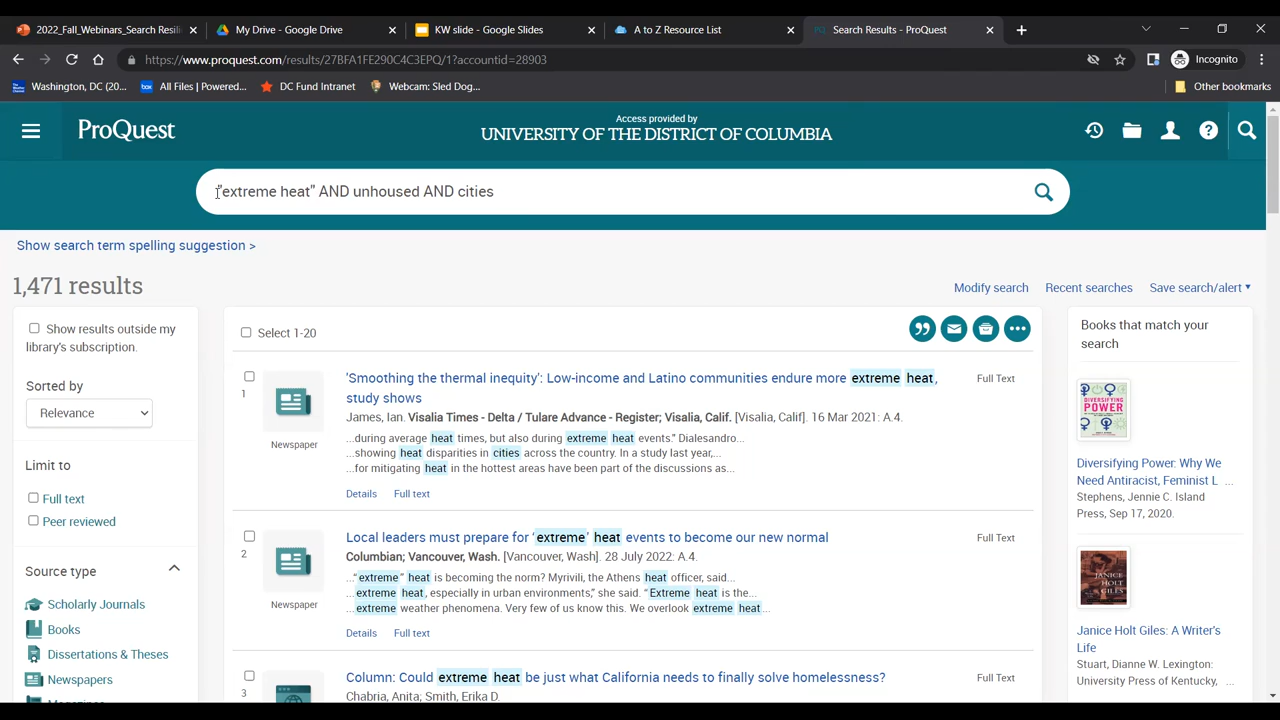 2022_Fall_Webinars_Search Resili
My Drive - Google Drive
KW slide - Google Slides
A to Z Resource List
Search Results - ProQuest
https://www.proquest.com/results/27BFA1FE290C4C3EPQ/1?accountid=28903
Incognito
Washington, DC (20...
All Files | Powered...
DC Fund Intranet
Webcam: Sled Dog...
Other bookmarks
ProQuest
Access provided by
UNIVERSITY OF THE DISTRICT OF COLUMBIA
"extreme heat" AND unhoused AND cities
Show search term spelling suggestion >
1,471 results
Modify search
Recent searches
Save search/alert
Show results outside my
library's subscription.
Sorted by
Relevance
Limit to
Full text
Peer reviewed
Source type
Scholarly Journals
Books
Dissertations & Theses
Newspapers
Select 1-20
1
Newspaper
'Smoothing the thermal inequity': Low-income and Latino communities endure more extreme heat,
study shows
James, Ian. Visalia Times - Delta / Tulare Advance - Register; Visalia, Calif. [Visalia, Calif]. 16 Mar 2021: A.4.
...during average heat times, but also during extreme heat events." Dialesandro...
...showing heat disparities in cities across the country. In a study last year,...
...for mitigating heat in the hottest areas have been part of the discussions as...
Details
Full text
Full Text
2
Newspaper
Local leaders must prepare for 'extreme' heat events to become our new normal
Columbian; Vancouver, Wash. [Vancouver, Wash]. 28 July 2022: A.4.
..."extreme" heat is becoming the norm? Myrivili, the Athens heat officer, said...
...extreme heat, especially in urban environments," she said. "Extreme heat is the...
...extreme weather phenomena. Very few of us know this. We overlook extreme heat...
Details
Full text
Full Text
3
Column: Could extreme heat be just what California needs to finally solve homelessness?
Chabria, Anita; Smith, Erika D.
Full Text
Books that match your
search
DIVERSIFYING
POWER
Diversifying Power: Why We
Need Antiracist, Feminist L ...
Stephens, Jennie C. Island
Press, Sep 17, 2020.
JANICE
HOLT
GILES
Janice Holt Giles: A Writer's
Life
Stuart, Dianne W. Lexington:
University Press of Kentucky, ...